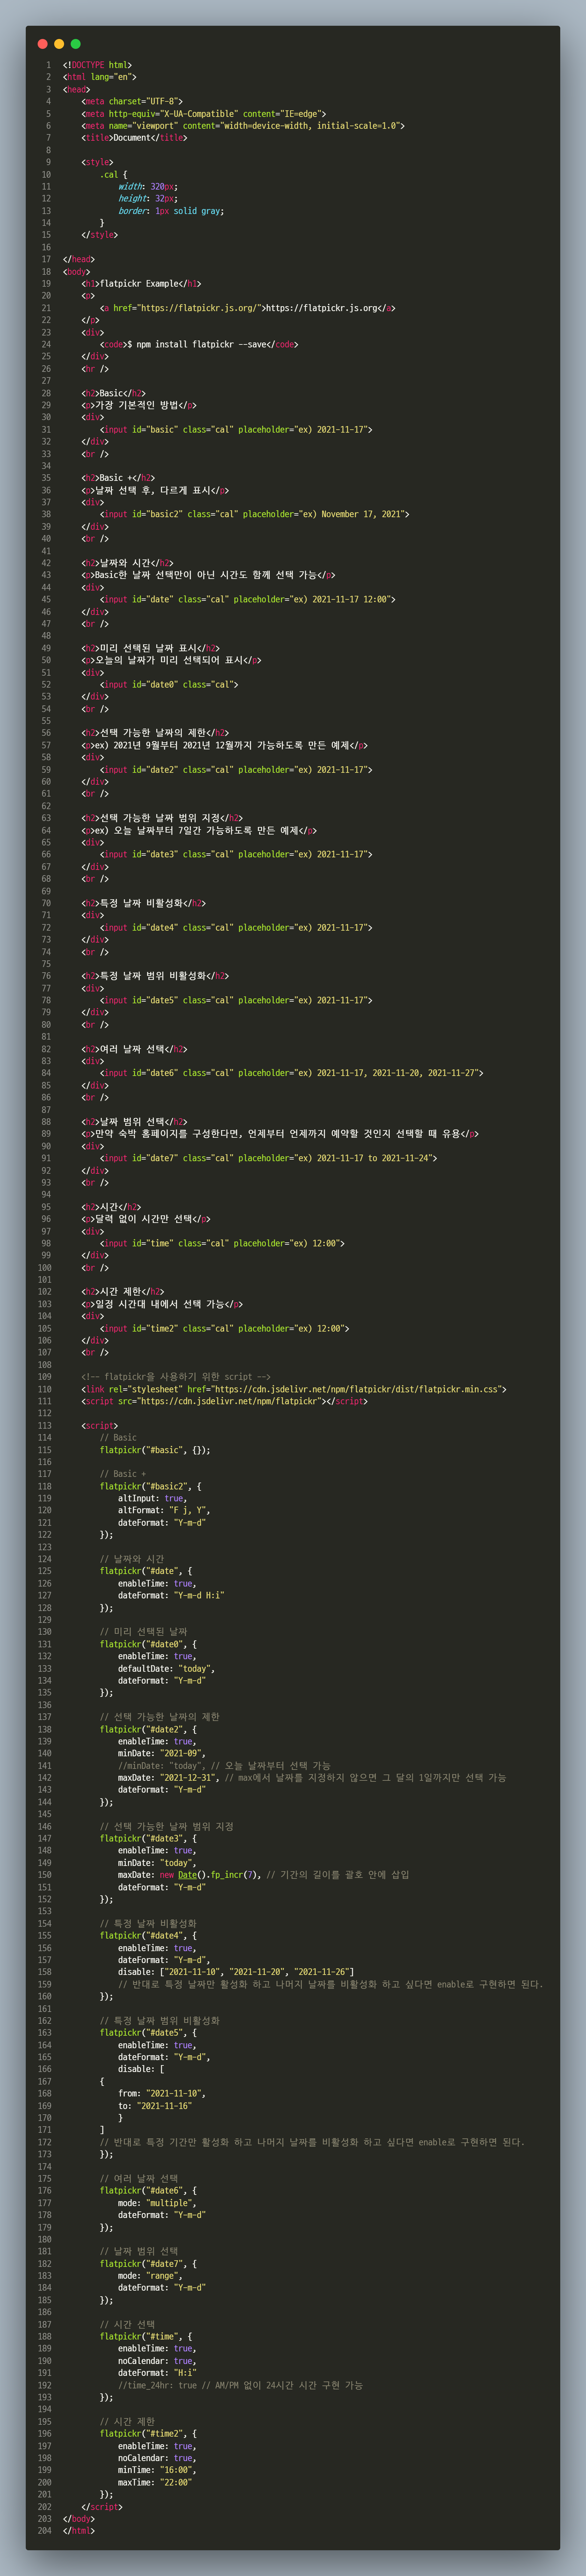 1 <!DOCTYPE html>
2 <html lang="en">
3 <head>
4     <meta charset="UTF-8">
5     <meta http-equiv="X-UA-Compatible" content="IE=edge">
6     <meta name="viewport" content="width=device-width, initial-scale=1.0">
7     <title>Document</title>
8
9     <style>
10         .cal {
11             width: 320px;
12             height: 32px;
13             border: 1px solid gray;
14         }
15     </style>
16
17 </head>
18 <body>
19     <h1>flatpickr Example</h1>
20     <p>
21         <a href="https://flatpickr.js.org/">https://flatpickr.js.org</a>
22     </p>
23     <div>
24         <code>$ npm install flatpickr --save</code>
25     </div>
26     <hr />
27
28     <h2>Basic</h2>
29     <p>가장 기본적인 방법</p>
30     <div>
31         <input id="basic" class="cal" placeholder="ex) 2021-11-17">
32     </div>
33     <br />
34
35     <h2>Basic +</h2>
36     <p>날짜 선택 후, 다르게 표시</p>
37     <div>
38         <input id="basic2" class="cal" placeholder="ex) November 17, 2021">
39     </div>
40     <br />
41
42     <h2>날짜와 시간</h2>
43     <p>Basic한 날짜 선택만이 아닌 시간도 함께 선택 가능</p>
44     <div>
45         <input id="date" class="cal" placeholder="ex) 2021-11-17 12:00">
46     </div>
47     <br />
48
49     <h2>미리 선택된 날짜 표시</h2>
50     <p>오늘의 날짜가 미리 선택되어 표시</p>
51     <div>
52         <input id="date0" class="cal">
53     </div>
54     <br />
55
56     <h2>선택 가능한 날짜의 제한</h2>
57     <p>ex) 2021년 9월부터 2021년 12월까지 가능하도록 만든 예제</p>
58     <div>
59         <input id="date2" class="cal" placeholder="ex) 2021-11-17">
60     </div>
61     <br />
62
63     <h2>선택 가능한 날짜 범위 지정</h2>
64     <p>ex) 오늘 날짜부터 7일간 가능하도록 만든 예제</p>
65     <div>
66         <input id="date3" class="cal" placeholder="ex) 2021-11-17">
67     </div>
68     <br />
69
70     <h2>특정 날짜 비활성화</h2>
71     <div>
72         <input id="date4" class="cal" placeholder="ex) 2021-11-17">
73     </div>
74     <br />
75
76     <h2>특정 날짜 범위 비활성화</h2>
77     <div>
78         <input id="date5" class="cal" placeholder="ex) 2021-11-17">
79     </div>
80     <br />
81
82     <h2>여러 날짜 선택</h2>
83     <div>
84         <input id="date6" class="cal" placeholder="ex) 2021-11-17, 2021-11-20, 2021-11-27">
85     </div>
86     <br />
87
88     <h2>날짜 범위 선택</h2>
89     <p>만약 숙박 홈페이지를 구성한다면, 언제부터 언제까지 예약할 것인지 선택할 때 유용</p>
90     <div>
91         <input id="date7" class="cal" placeholder="ex) 2021-11-17 to 2021-11-24">
92     </div>
93     <br />
94
95     <h2>시간</h2>
96     <p>달력 없이 시간만 선택</p>
97     <div>
98         <input id="time" class="cal" placeholder="ex) 12:00">
99     </div>
100     <br />
101
102     <h2>시간 제한</h2>
103     <p>일정 시간대 내에서 선택 가능</p>
104     <div>
105         <input id="time2" class="cal" placeholder="ex) 12:00">
106     </div>
107     <br />
108
109     <!-- flatpickr을 사용하기 위한 script -->
110     <link rel="stylesheet" href="https://cdn.jsdelivr.net/npm/flatpickr/dist/flatpickr.min.css">
111     <script src="https://cdn.jsdelivr.net/npm/flatpickr"></script>
112
113     <script>
114         // Basic
115         flatpickr("#basic", {});
116
117         // Basic +
118         flatpickr("#basic2", {
119             altInput: true,
120             altFormat: "F j, Y",
121             dateFormat: "Y-m-d"
122         });
123
124         // 날짜와 시간
125         flatpickr("#date", {
126             enableTime: true,
127             dateFormat: "Y-m-d H:i"
128         });
129
130         // 미리 선택된 날짜
131         flatpickr("#date0", {
132             enableTime: true,
133             defaultDate: "today",
134             dateFormat: "Y-m-d"
135         });
136
137         // 선택 가능한 날짜의 제한
138         flatpickr("#date2", {
139             enableTime: true,
140             minDate: "2021-09",
141             //minDate: "today", // 오늘 날짜부터 선택 가능
142             maxDate: "2021-12-31", // max에서 날짜를 지정하지 않으면 그 달의 1일까지만 선택 가능
143             dateFormat: "Y-m-d"
144         });
145
146         // 선택 가능한 날짜 범위 지정
147         flatpickr("#date3", {
148             enableTime: true,
149             minDate: "today",
150             maxDate: new Date().fp_incr(7), // 기간의 길이를 괄호 안에 삽입
151             dateFormat: "Y-m-d"
152         });
153
154         // 특정 날짜 비활성화
155         flatpickr("#date4", {
156             enableTime: true,
157             dateFormat: "Y-m-d",
158             disable: ["2021-11-10", "2021-11-20", "2021-11-26"]
159             // 반대로 특정 날짜만 활성화 하고 나머지 날짜를 비활성화 하고 싶다면 enable로 구현하면 된다.
160         });
161
162         // 특정 날짜 범위 비활성화
163         flatpickr("#date5", {
164             enableTime: true,
165             dateFormat: "Y-m-d",
166             disable: [
167         {
168             from: "2021-11-10",
169             to: "2021-11-16"
170             }
171         ]
172         // 반대로 특정 기간만 활성화 하고 나머지 날짜를 비활성화 하고 싶다면 enable로 구현하면 된다.
173         });
174
175         // 여러 날짜 선택
176         flatpickr("#date6", {
177             mode: "multiple",
178             dateFormat: "Y-m-d"
179         });
180
181         // 날짜 범위 선택
182         flatpickr("#date7", {
183             mode: "range",
184             dateFormat: "Y-m-d"
185         });
186
187         // 시간 선택
188         flatpickr("#time", {
189             enableTime: true,
190             noCalendar: true,
191             dateFormat: "H:i"
192             //time_24hr: true // AM/PM 없이 24시간 시간 구현 가능
193         });
194
195         // 시간 제한
196         flatpickr("#time2", {
197             enableTime: true,
198             noCalendar: true,
199             minTime: "16:00",
200             maxTime: "22:00"
201         });
202     </script>
203 </body>
204 </html>